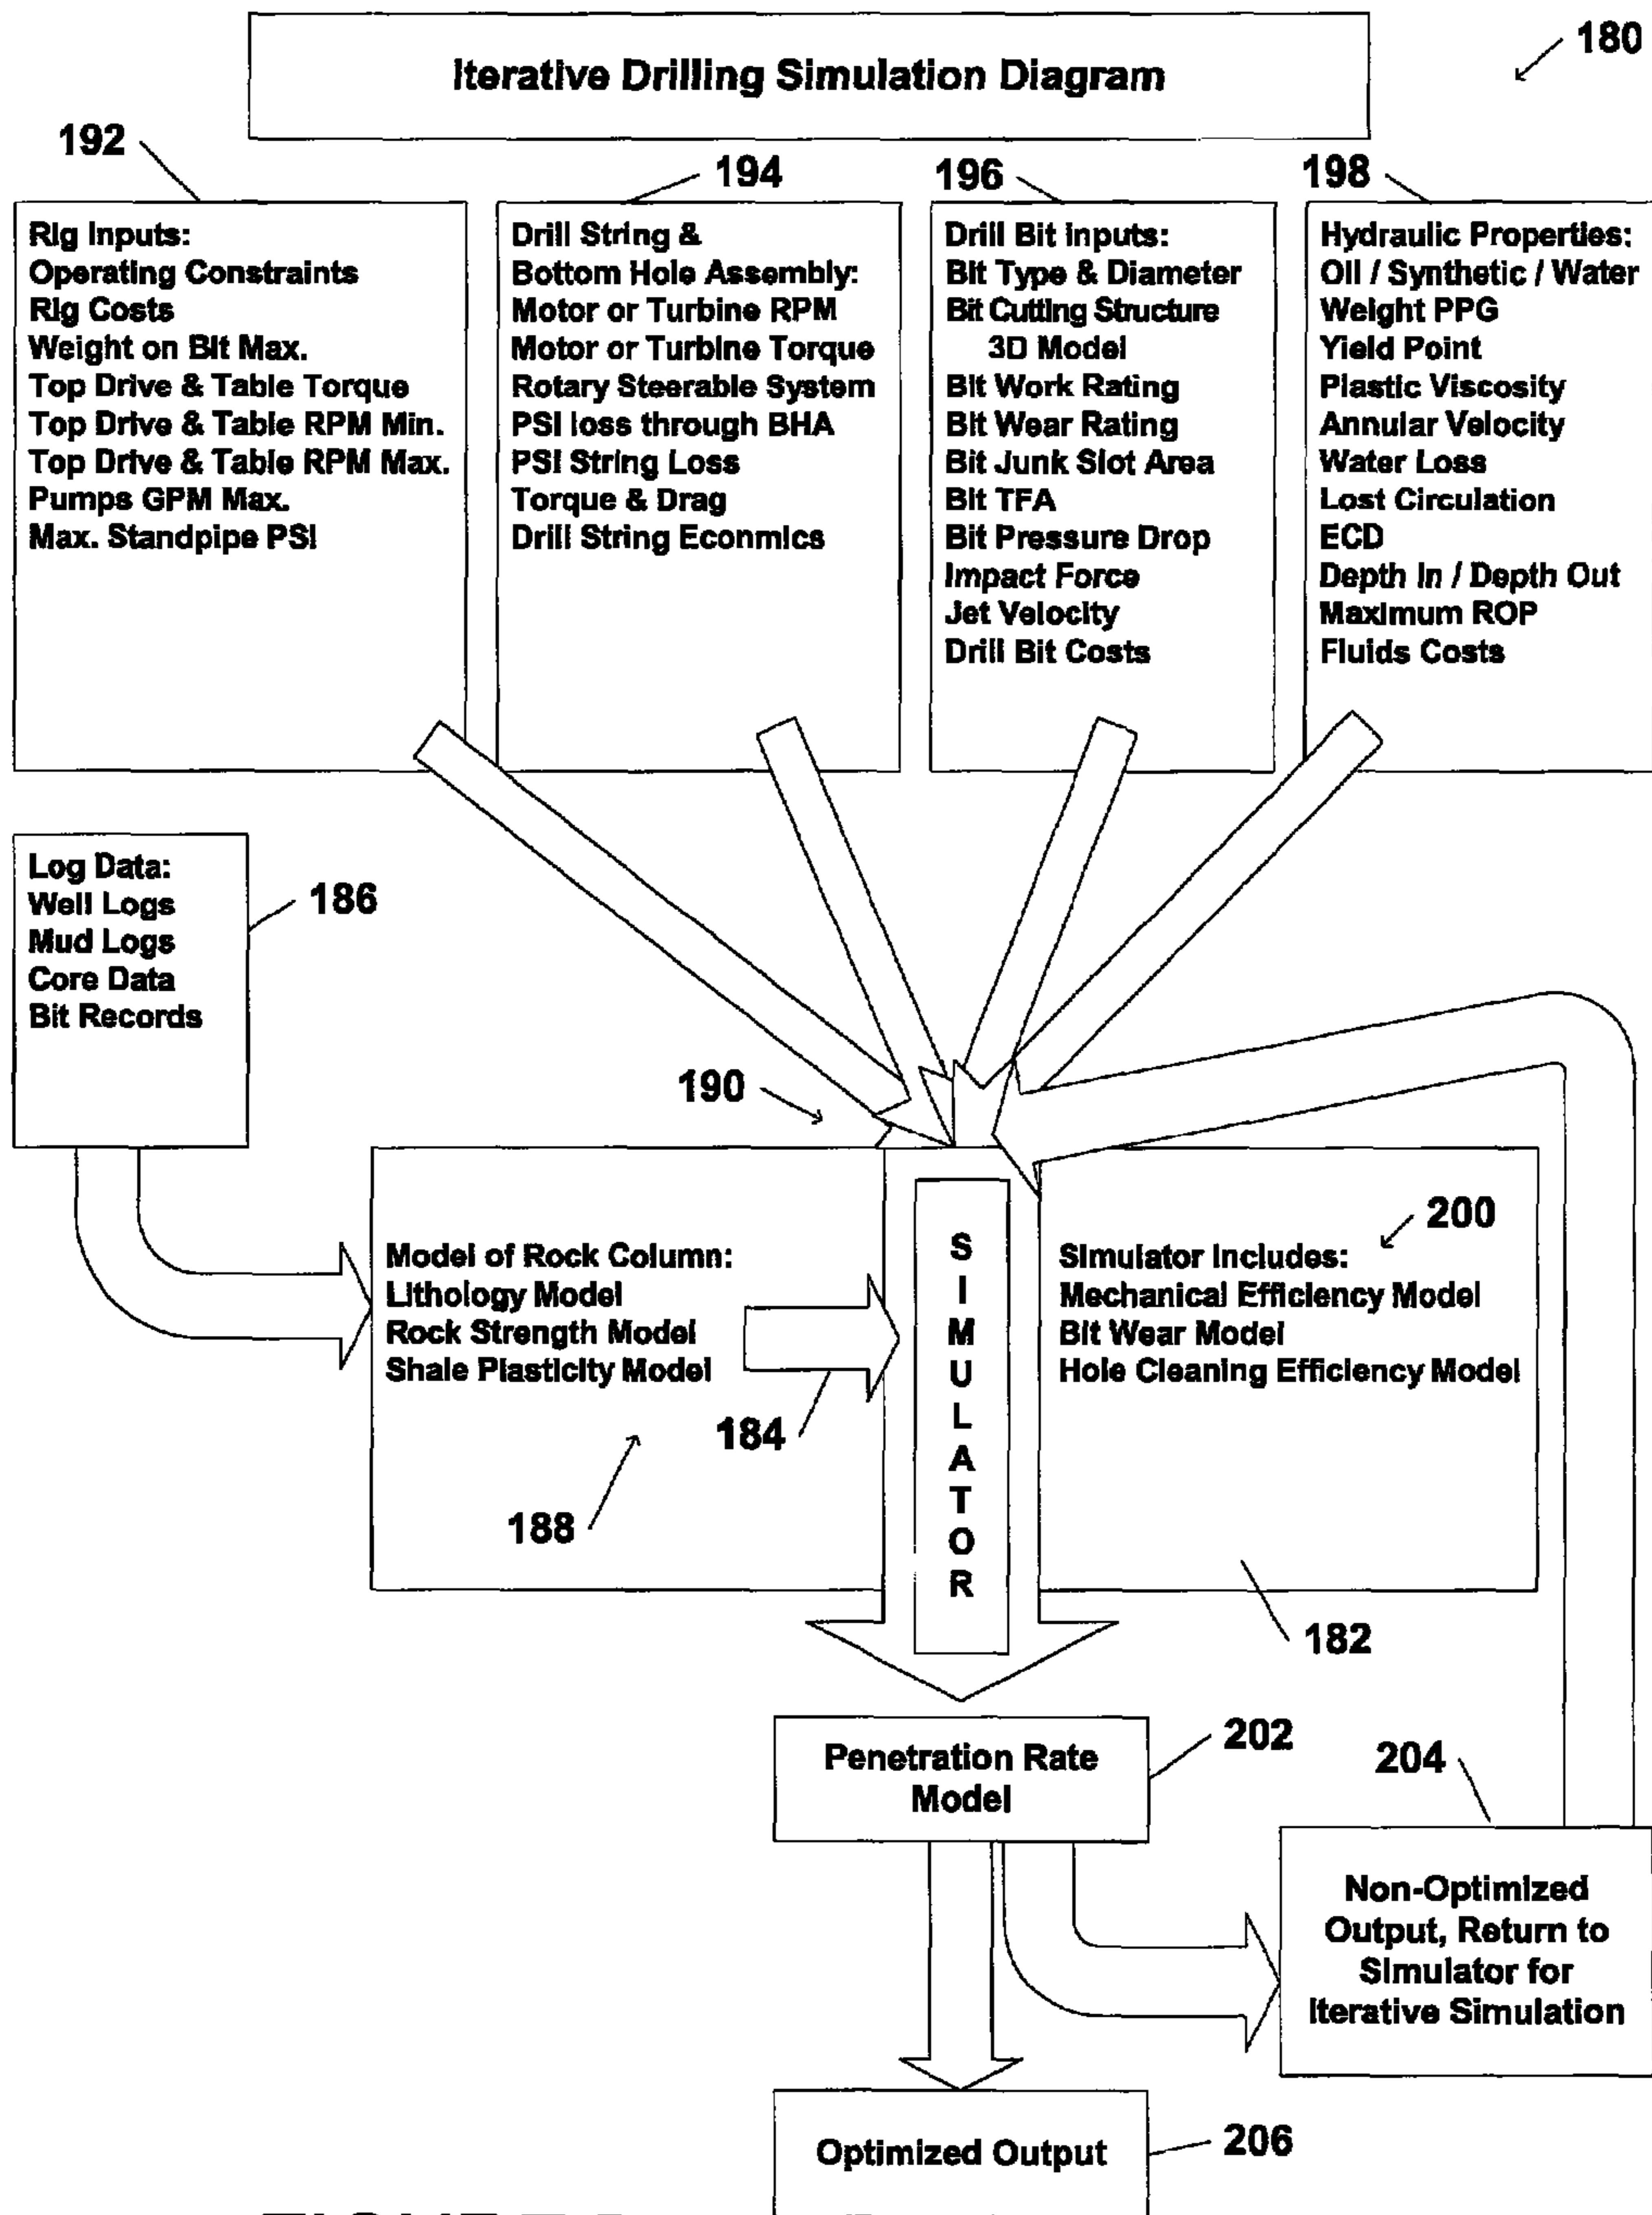 Iterative Drilling Simulation Diagram
180
192
194
196
198
Rig Inputs:
Operating Constraints
Rig Costs
Weight on Bit Max.
Top Drive & Table Torque
Top Drive & Table RPM Min.
Top Drive & Table RPM Max.
Pumps GPM Max.
Max. Standpipe PSI
Drill String &
Bottom Hole Assembly:
Motor or Turbine RPM
Motor or Turbine Torque
Rotary Steerable System
PSI loss through BHA
PSI String Loss
Torque & Drag
Drill String Econmics
Drill Bit Inputs:
Bit Type & Diameter
Bit Cutting Structure
3D Model
Bit Work Rating
Bit Wear Rating
Bit Junk Slot Area
Bit TFA
Bit Pressure Drop
Impact Force
Jet Velocity
Drill Bit Costs
Hydraulic Properties:
Oil / Synthetic / Water
Weight PPG
Yield Point
Plastic Viscosity
Annular Velocity
Water Loss
Lost Circulation
ECD
Depth In / Depth Out
Maximum ROP
Fluids Costs
Log Data:
Well Logs
Mud Logs
Core Data
Bit Records
186
190
Model of Rock Column:
Lithology Model
Rock Strength Model
Shale Plasticity Model
184
188
SIMULATOR
200
Simulator Includes:
Mechanical Efficiency Model
Bit Wear Model
Hole Cleaning Efficiency Model
182
Penetration Rate
Model
202
204
Non-Optimized
Output, Return to
Simulator for
Iterative Simulation
Optimized Output
206